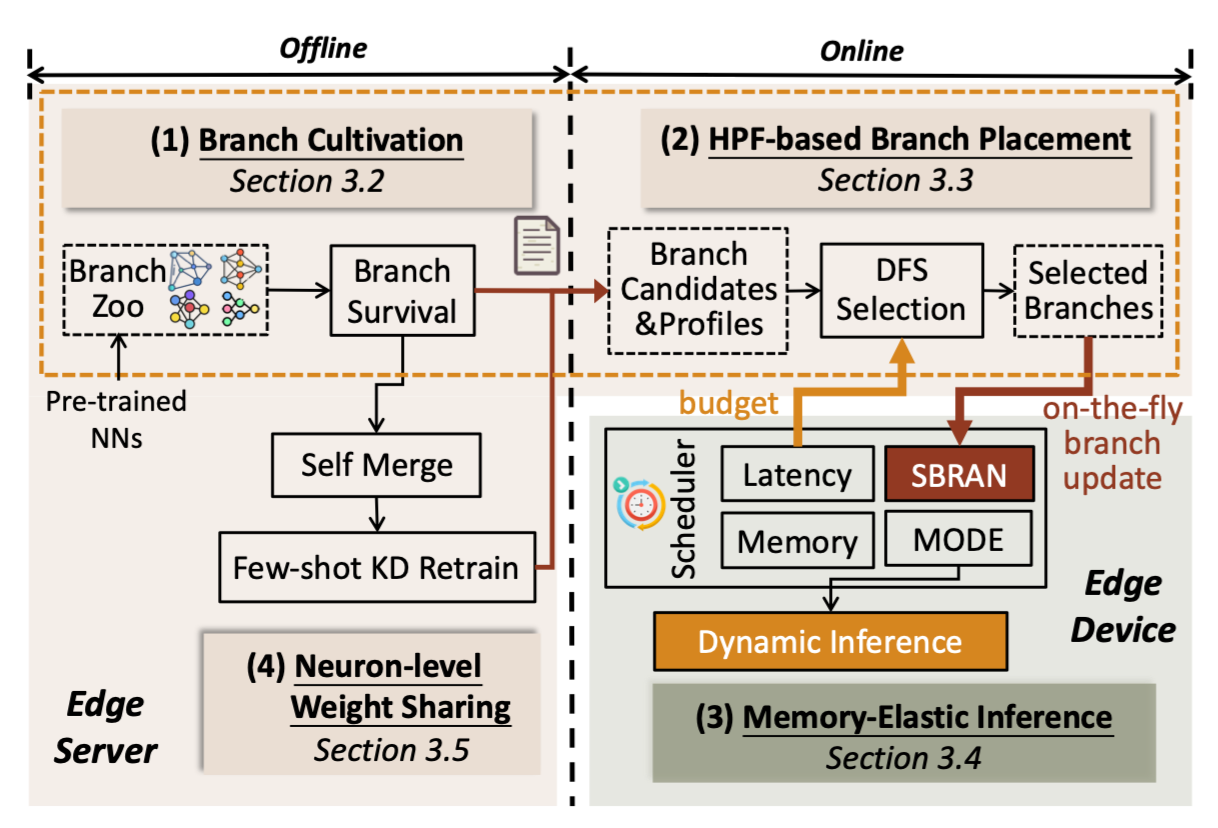 Offline
Online
(1) Branch Cultivation
Section 3.2
(2) HPF-based Branch Placement
Section 3.3
Branch
Zoo
Branch
Survival
Branch
Candidates
&Profiles
DFS
Selection
Selected
Branches
Pre-trained
NNs
budget
on-the-fly
branch
update
Self Merge
Few-shot KD Retrain
Scheduler
Latency
SBRAN
Memory
MODE
Edge
Device
Dynamic Inference
(4) Neuron-level
Weight Sharing
Section 3.5
Edge
Server
(3) Memory-Elastic Inference
Section 3.4